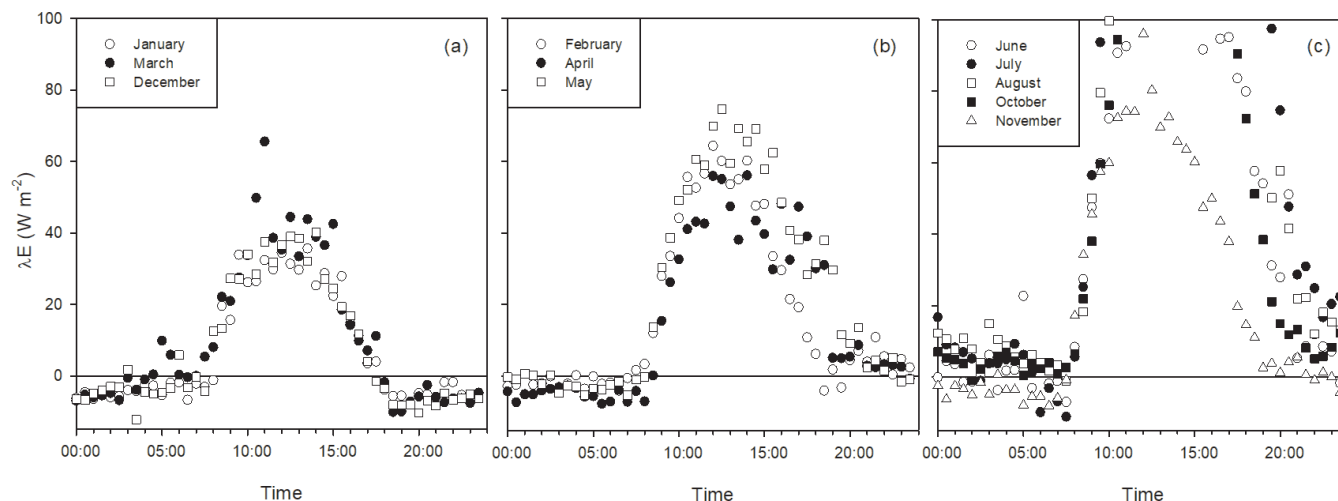 100
80
60
40
20
0
λE (W m-2)
January
March
December
(a)
00:00
05:00
10:00
15:00
20:00
Time
February
April
May
(b)
00:00
05:00
10:00
15:00
20:00
Time
June
July
August
October
November
(c)
00:00
05:00
10:00
15:00
20:00
Time